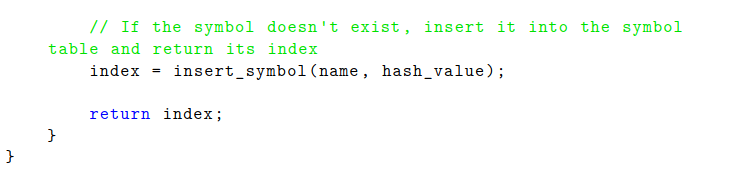 // If the symbol doesn't exist, insert it into the symbol
table and return its index
index = insert_symbol(name, hash_value);
return index;
}
}